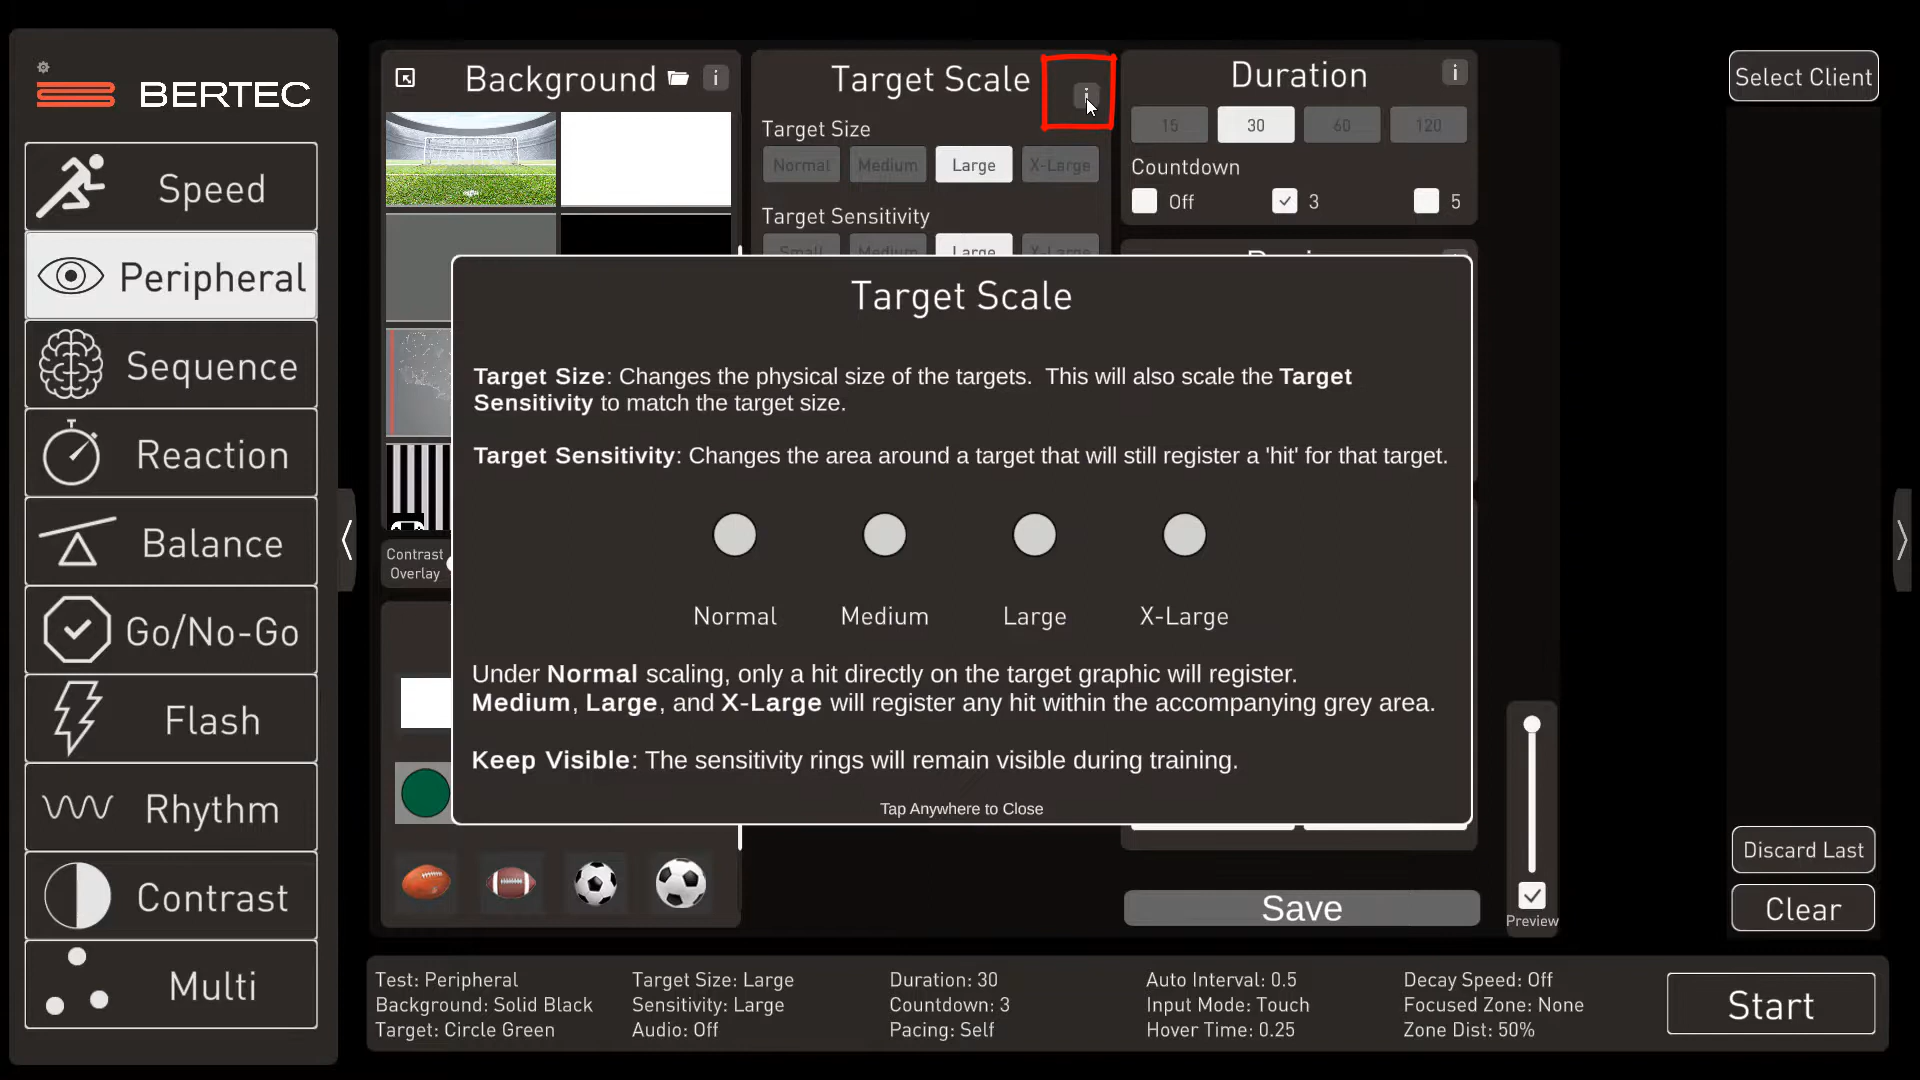 BERTEC
Speed
Peripheral
Sequence
Reaction
Balance
Go/No-Go
Flash
Rhythm
Contrast
Multi
Background
i
Contrast
Overlay
Target Scale
i
Target Size
Normal
Medium
Large
X-Large
Target Sensitivity
Small
Medium
Large
X-Large
Duration
i
15
30
60
120
Countdown
Off
3
5
Target Scale
Target Size: Changes the physical size of the targets. This will also scale the Target
Sensitivity to match the target size.
Target Sensitivity: Changes the area around a target that will still register a 'hit' for that target.
Normal
Medium
Large
X-Large
Under Normal scaling, only a hit directly on the target graphic will register.
Medium, Large, and X-Large will register any hit within the accompanying grey area.
Keep Visible: The sensitivity rings will remain visible during training.
Tap Anywhere to Close
Save
Preview
Select Client
Discard Last
Clear
Test: Peripheral
Background: Solid Black
Target: Circle Green
Target Size: Large
Sensitivity: Large
Audio: Off
Duration: 30
Countdown: 3
Pacing: Self
Auto Interval: 0.5
Input Mode: Touch
Hover Time: 0.25
Decay Speed: Off
Focused Zone: None
Zone Dist: 50%
Start